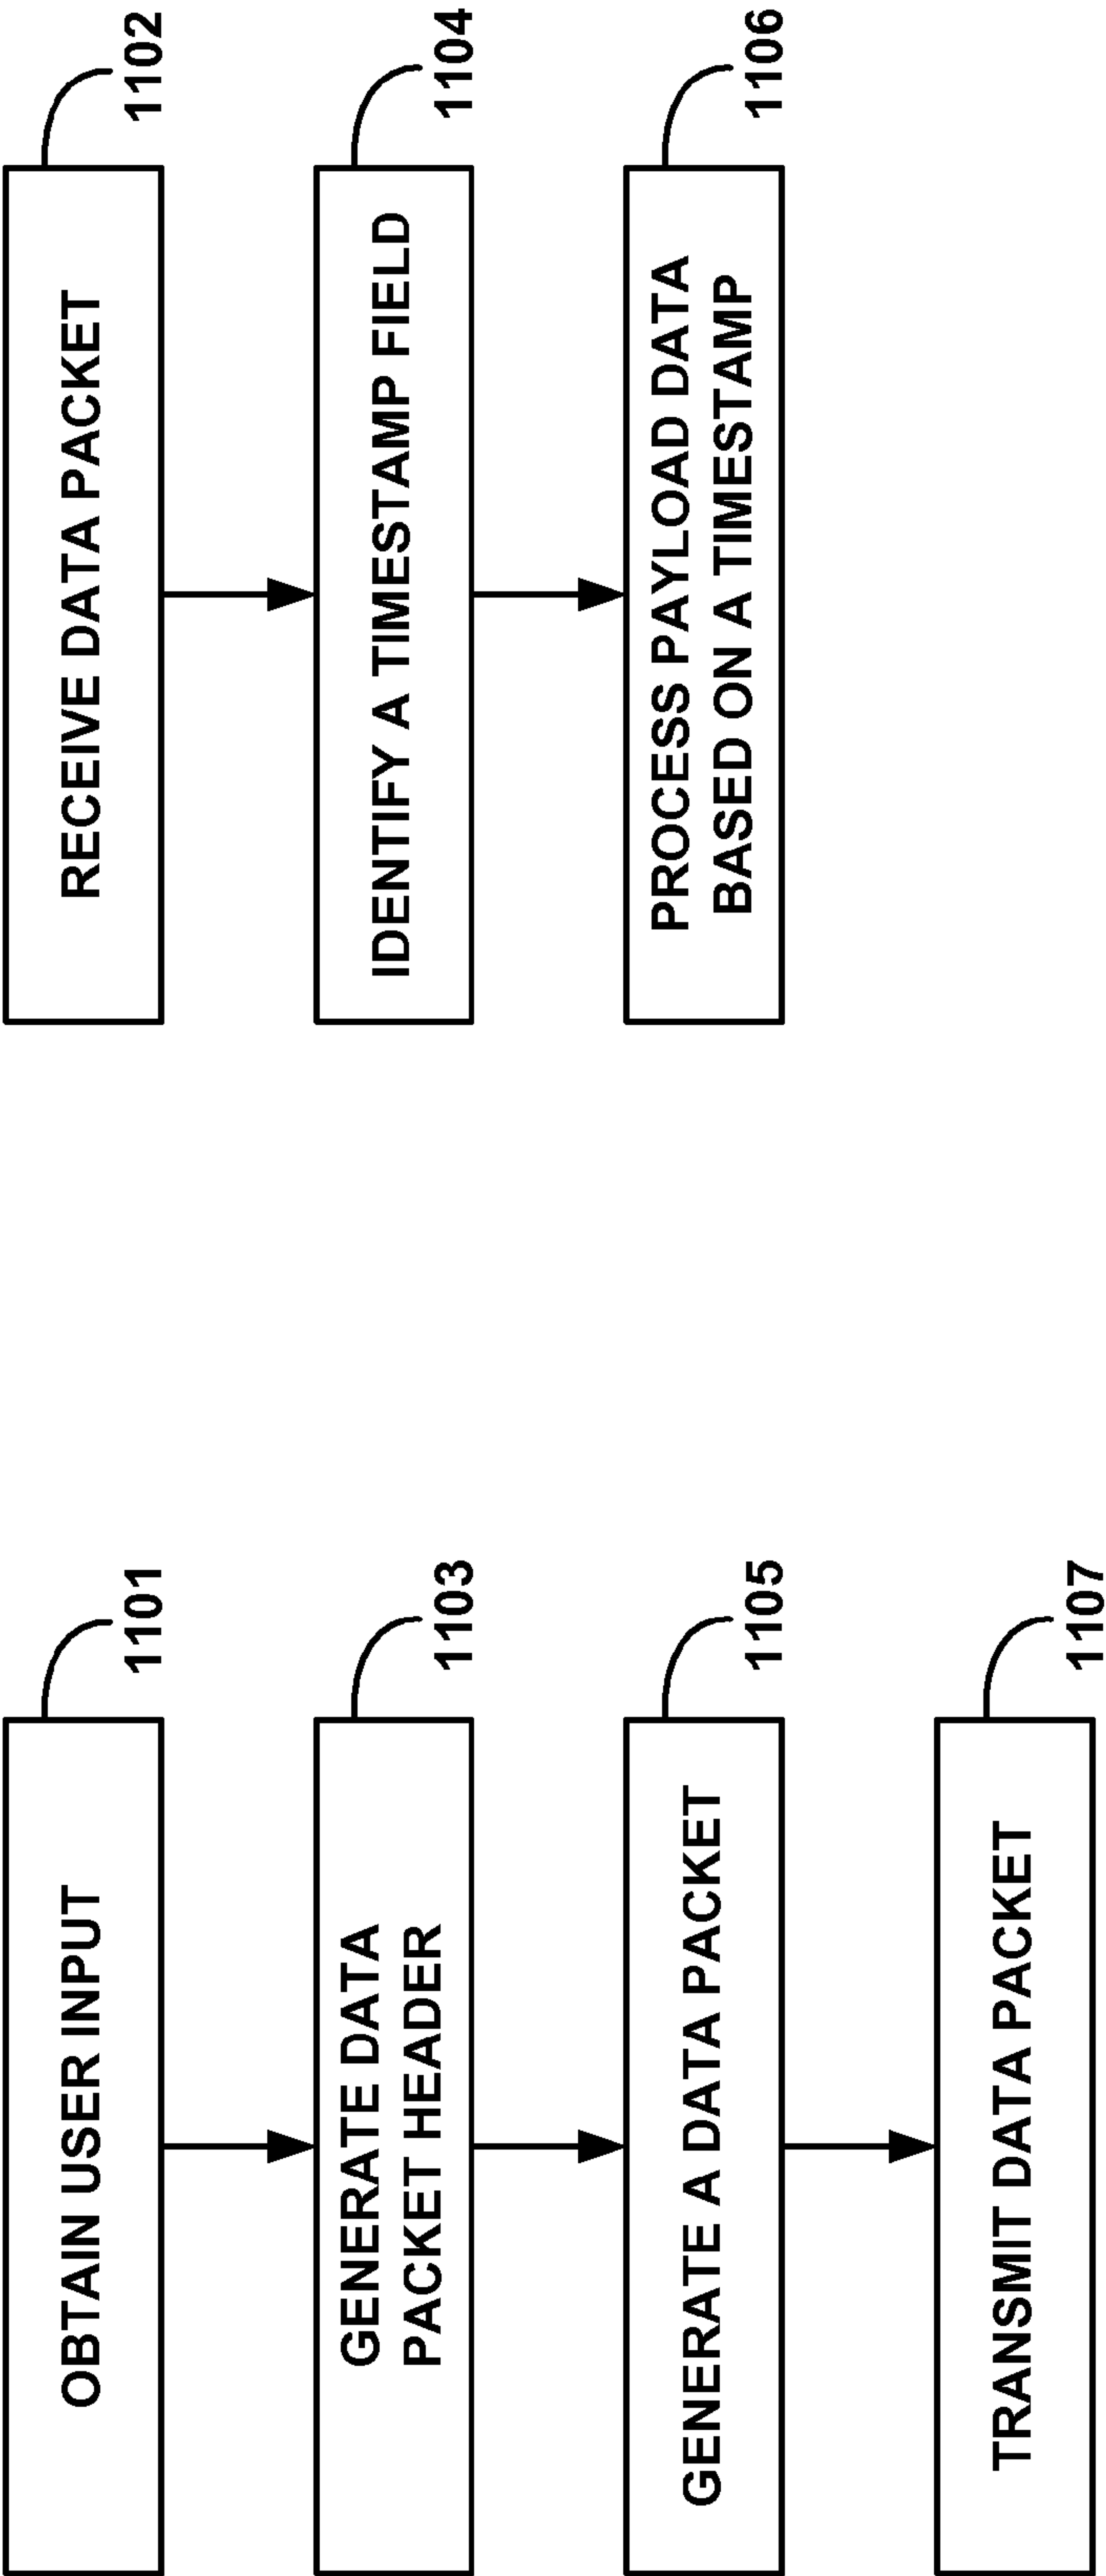 OBTAIN USER INPUT
1101
GENERATE DATA
PACKET HEADER
1103
GENERATE A DATA PACKET
1105
TRANSMIT DATA PACKET
1107
RECEIVE DATA PACKET
1102
IDENTIFY A TIMESTAMP FIELD
1104
PROCESS PAYLOAD DATA
BASED ON A TIMESTAMP
1106